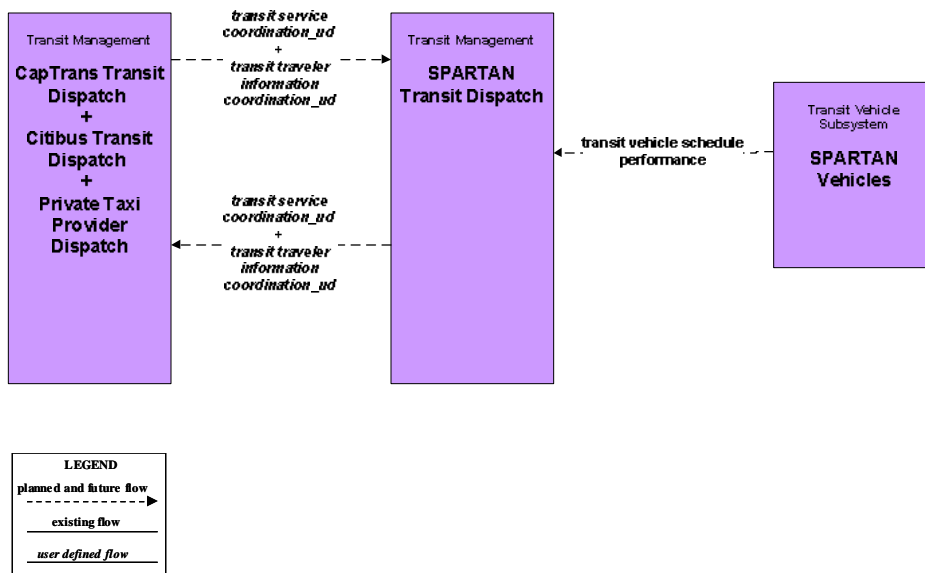 Transit Management
CapTrans Transit
Dispatch
+
Citibus Transit
Dispatch
+
Private Taxi
Provider
Dispatch
transit service
coordination_ud
+
transit traveler
information
coordination_ud
transit service
coordination_ud
+
transit traveler
information
coordination_ud
Transit Management
SPARTAN
Transit Dispatch
transit vehicle schedule
performance
Transit Vehicle
Subsystem
SPARTAN
Vehicles
LEGEND
planned and future flow
existing flow
user defined flow